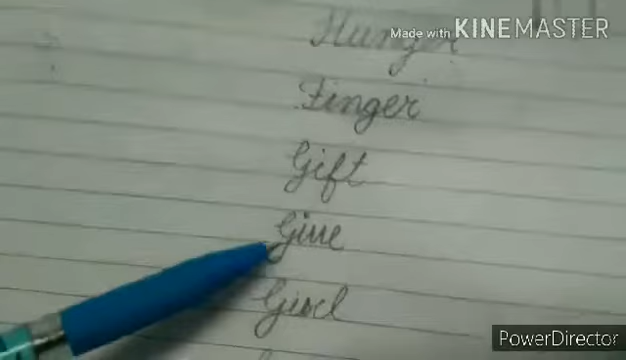 Made with KINEMASTER
Hunger
Finger
Gift
Give
Girl
PowerDirector